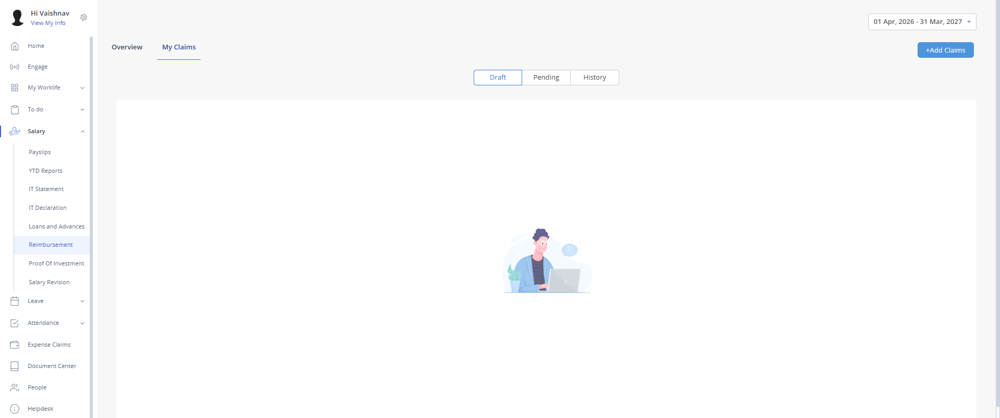 Hi Vaishnav
View My Info
Home
Engage
My Worklife
To do
Salary
Payslips
YTD Reports
IT Statement
IT Declaration
Loans and Advances
Reimbursement
Proof Of Investment
Salary Revision
Leave
Attendance
Expense Claims
Document Center
People
Helpdesk
01 Apr, 2026 - 31 Mar, 2027
Overview My Claims
+Add Claims
Draft Pending History